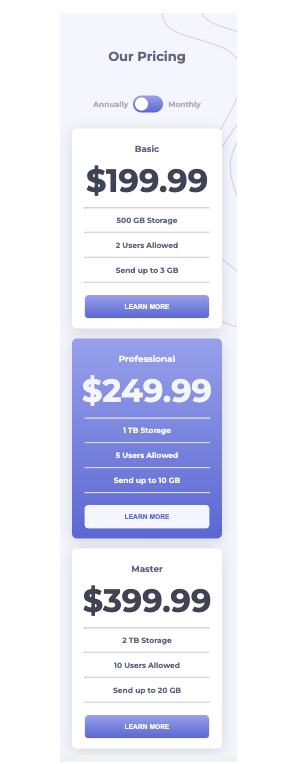 Our Pricing
Annually Monthly
Basic
$199.99
500 GB Storage
2 Users Allowed
Send up to 3 GB
LEARN MORE
Professional
$249.99
1 TB Storage
5 Users Allowed
Send up to 10 GB
LEARN MORE
Master
$399.99
2 TB Storage
10 Users Allowed
Send up to 20 GB
LEARN MORE